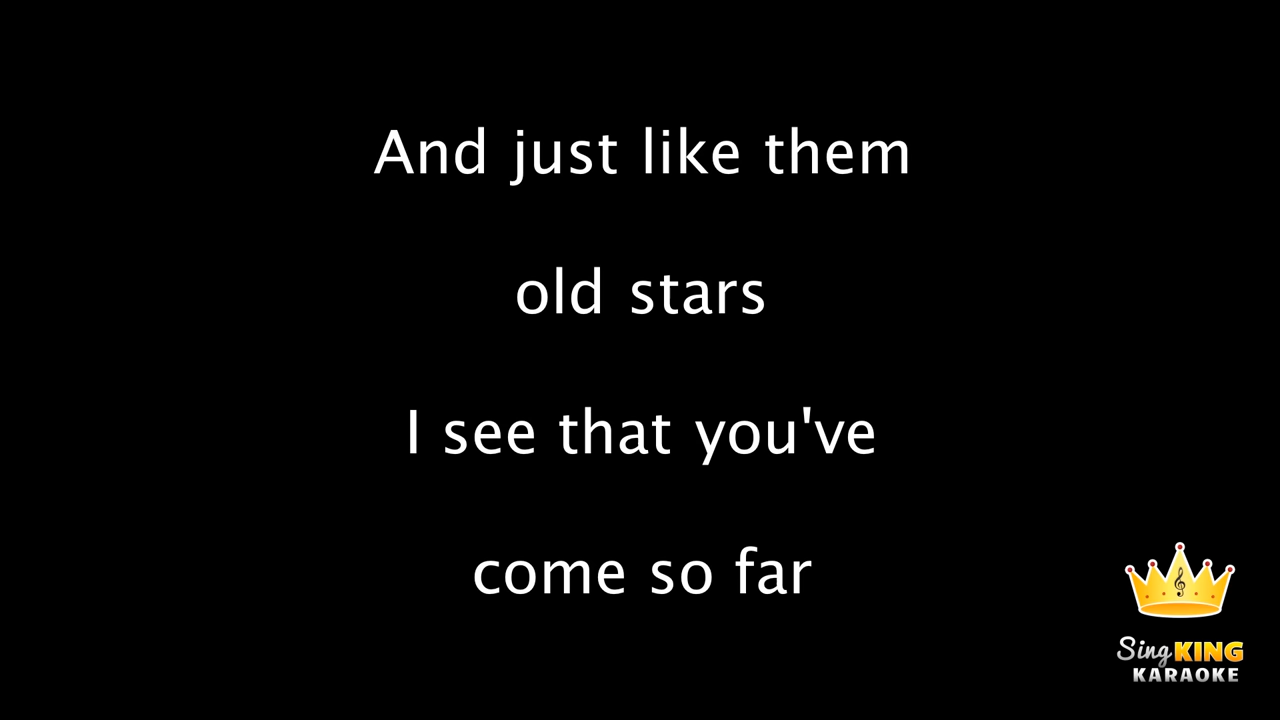 And just like them
old stars
I see that you've
come so far
Sing KING
KARAOKE